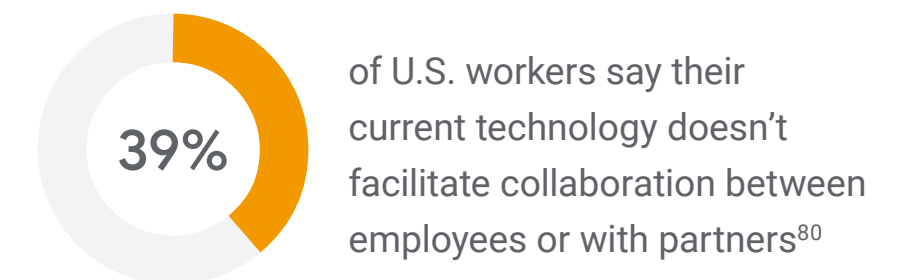 39%
of U.S. workers say their
current technology doesn’t
facilitate collaboration between
employees or with partners⁸⁰